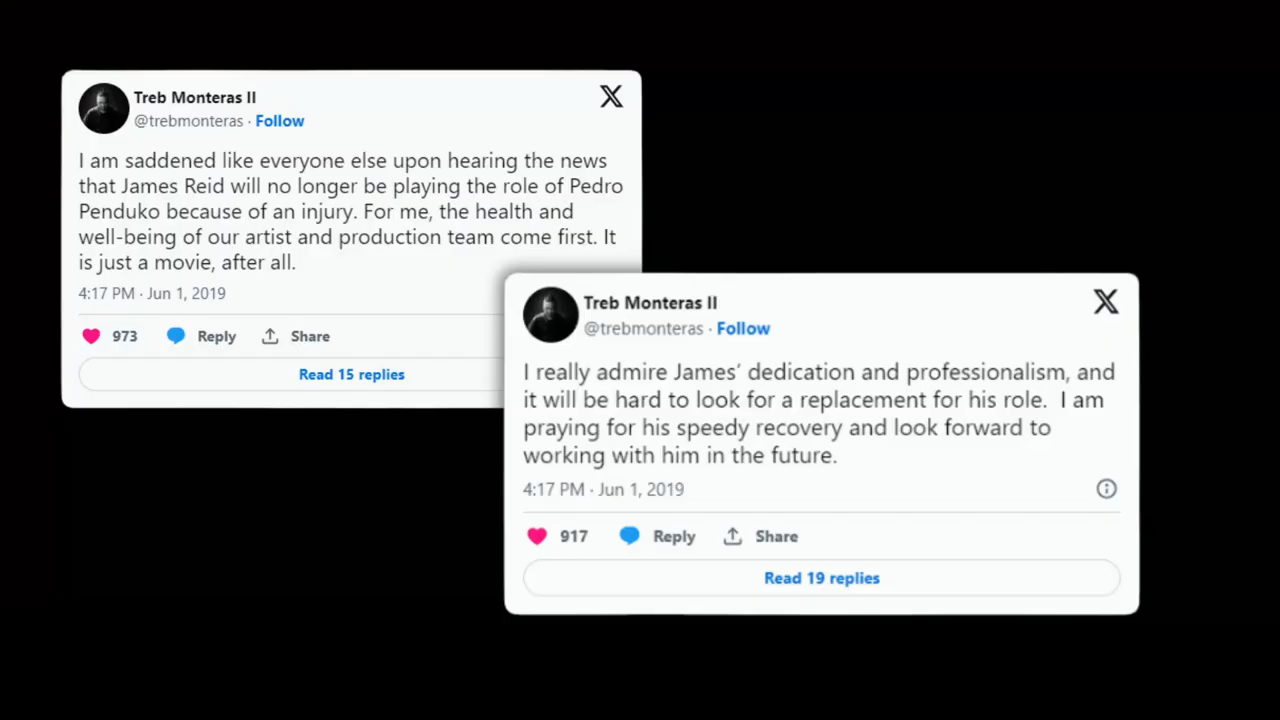 Treb Monteras II
@trebmonteras · Follow
I am saddened like everyone else upon hearing the news
that James Reid will no longer be playing the role of Pedro
Penduko because of an injury. For me, the health and
well-being of our artist and production team come first. It
is just a movie, after all.
4:17 PM · Jun 1, 2019
973 Reply Share
Read 15 replies
Treb Monteras II
@trebmonteras · Follow
I really admire James’ dedication and professionalism, and
it will be hard to look for a replacement for his role.  I am
praying for his speedy recovery and look forward to
working with him in the future.
4:17 PM · Jun 1, 2019
917 Reply Share
Read 19 replies